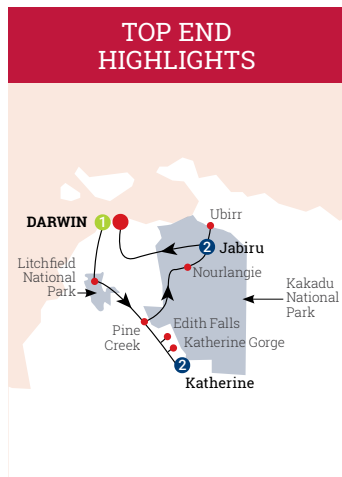 TOP END
HIGHLIGHTS
Ubirr
DARWIN 1
2 Jabiru
Litchfield
National
Park
Nourlangie
Kakadu
National
Park
Pine
Creek
Edith Falls
Katherine Gorge
2
Katherine